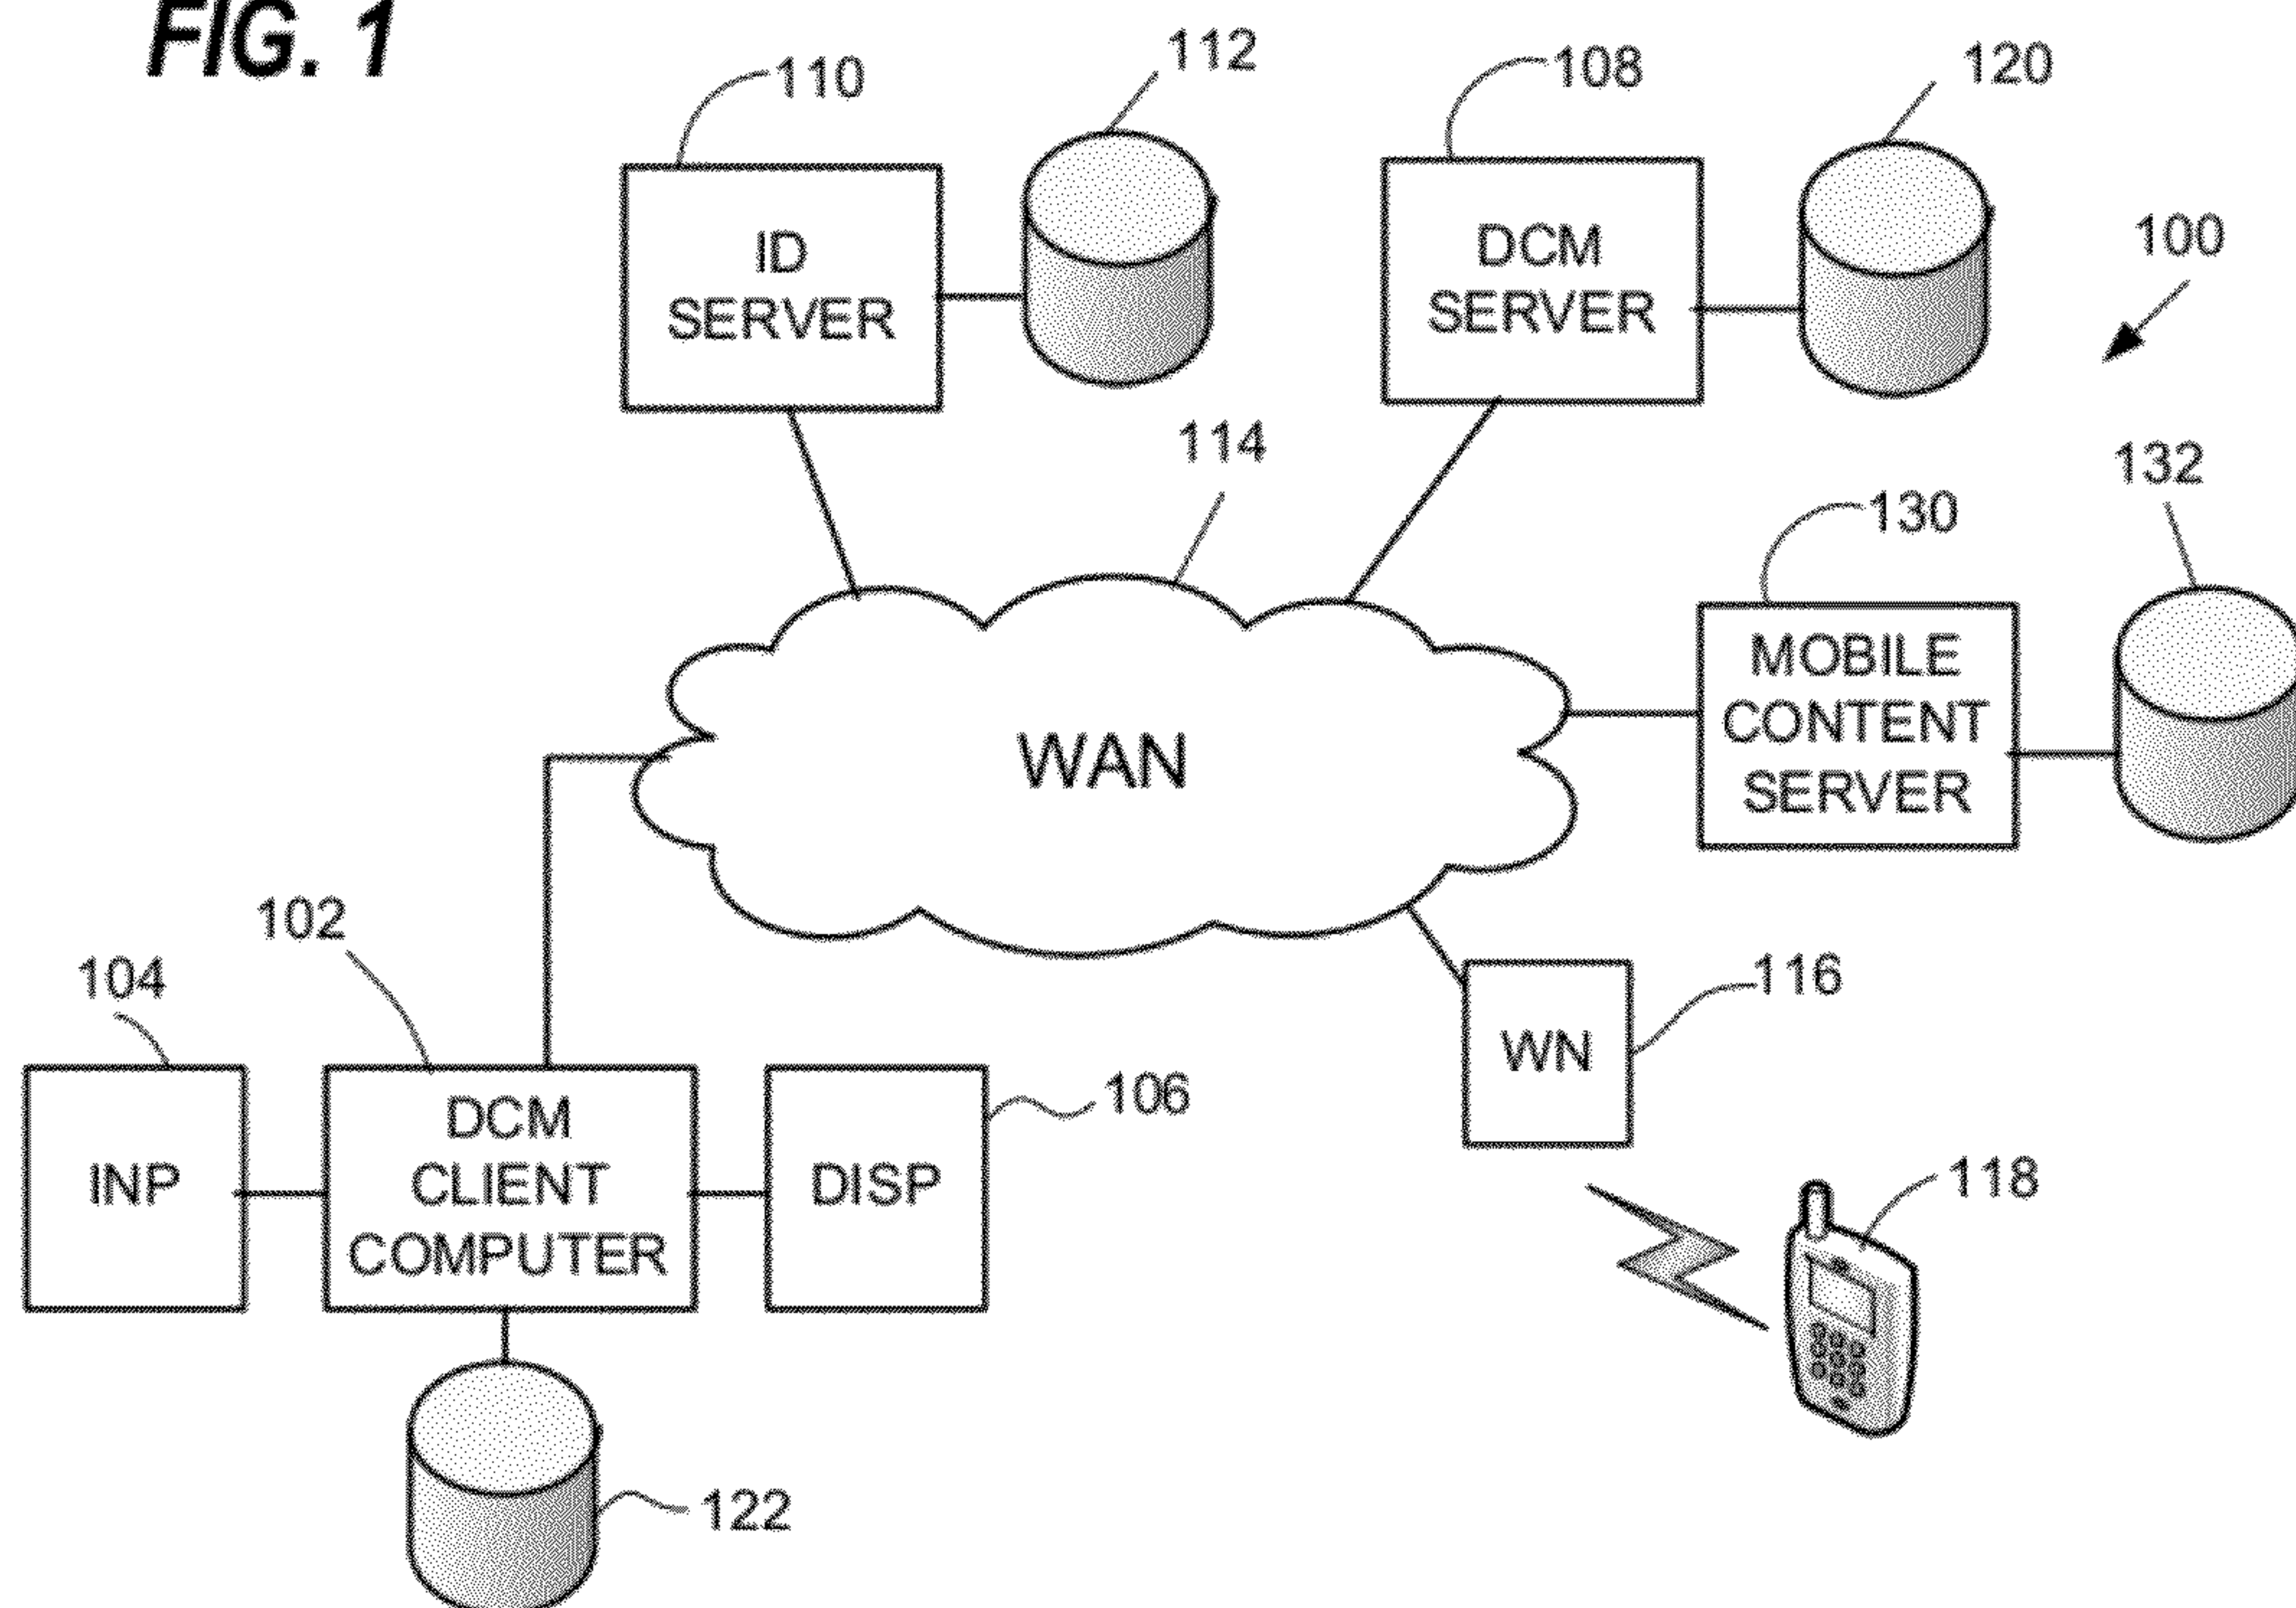 FIG. 1
110
112
108
120
100
ID
SERVER
DCM
SERVER
114
132
130
WAN
MOBILE
CONTENT
SERVER
102
104
116
WN
106
INP
DCM
CLIENT
COMPUTER
DISP
118
122